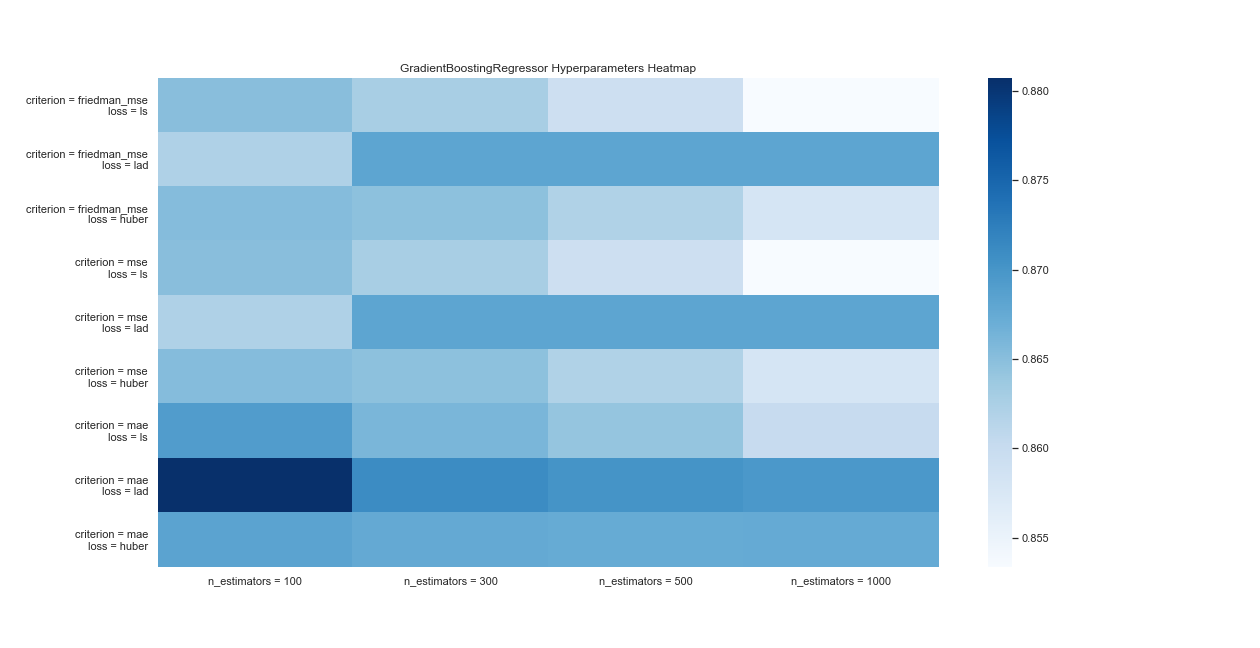 GradientBoostingRegressor Hyperparameters Heatmap
criterion = friedman_mse
loss = ls
criterion = friedman_mse
loss = lad
criterion = friedman_mse
loss = huber
criterion = mse
loss = ls
criterion = mse
loss = lad
criterion = mse
loss = huber
criterion = mae
loss = ls
criterion = mae
loss = lad
criterion = mae
loss = huber
n_estimators = 100
n_estimators = 300
n_estimators = 500
n_estimators = 1000
0.880
0.875
0.870
0.865
0.860
0.855